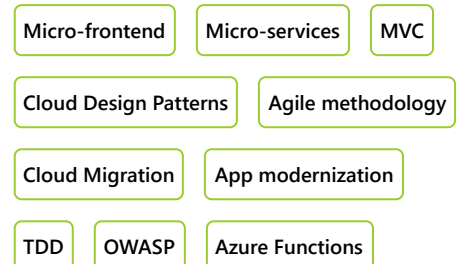 Micro-frontend Micro-services MVC
Cloud Design Patterns Agile methodology
Cloud Migration App modernization
TDD OWASP Azure Functions